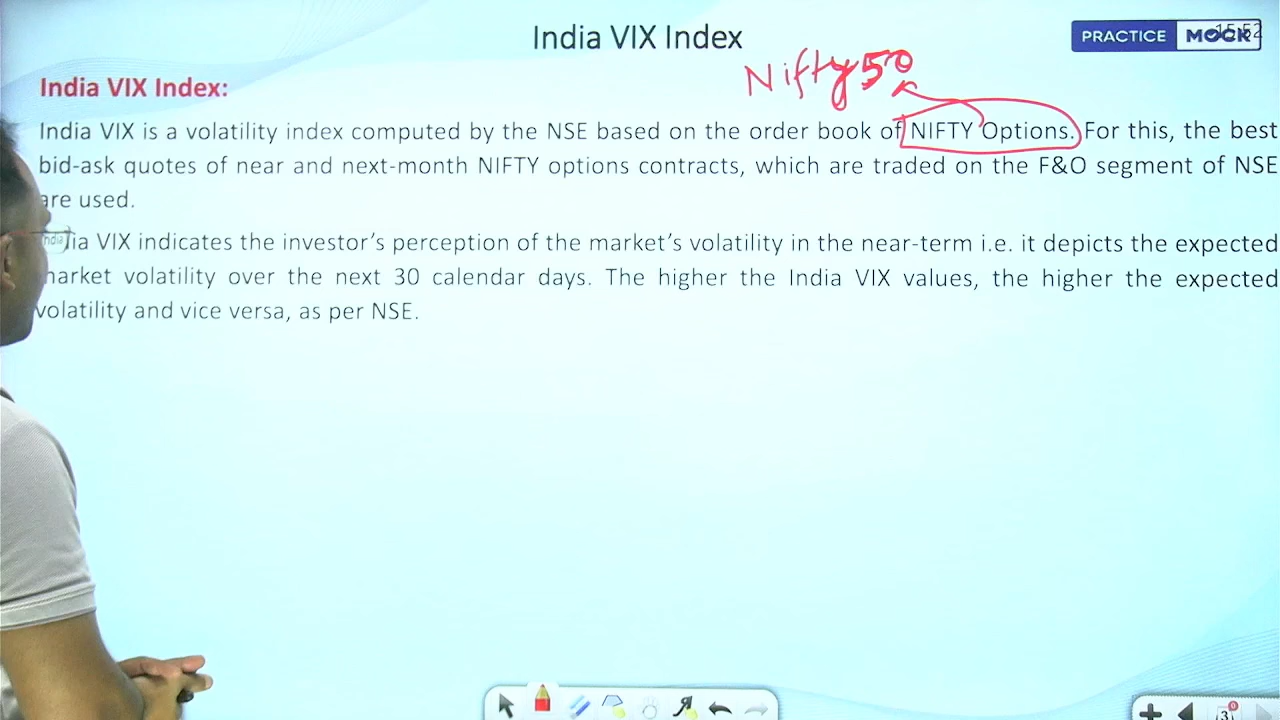 India VIX Index
PRACTICE MOCK
15:52
Nifty50
India VIX Index:
India VIX is a volatility index computed by the NSE based on the order book of NIFTY Options. For this, the best
bid-ask quotes of near and next-month NIFTY options contracts, which are traded on the F&O segment of NSE
are used.
VIX indicates the investor's perception of the market's volatility in the near-term i.e. it depicts the expected
market volatility over the next 30 calendar days. The higher the India VIX values, the higher the expected
volatility and vice versa, as per NSE.
3
0